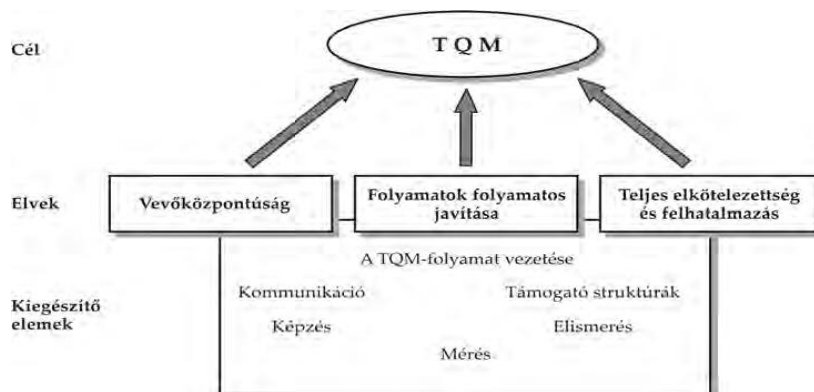 Cél
T Q M
Elvek
Vevőközpontúság
Folyamatok folyamatos
javítása
Teljes elkötelezettség
és felhatalmazás
Kiegészítő
elemek
A TQM-folyamat vezetése
Kommunikáció
Támogató struktúrák
Képzés
Elismerés
Mérés